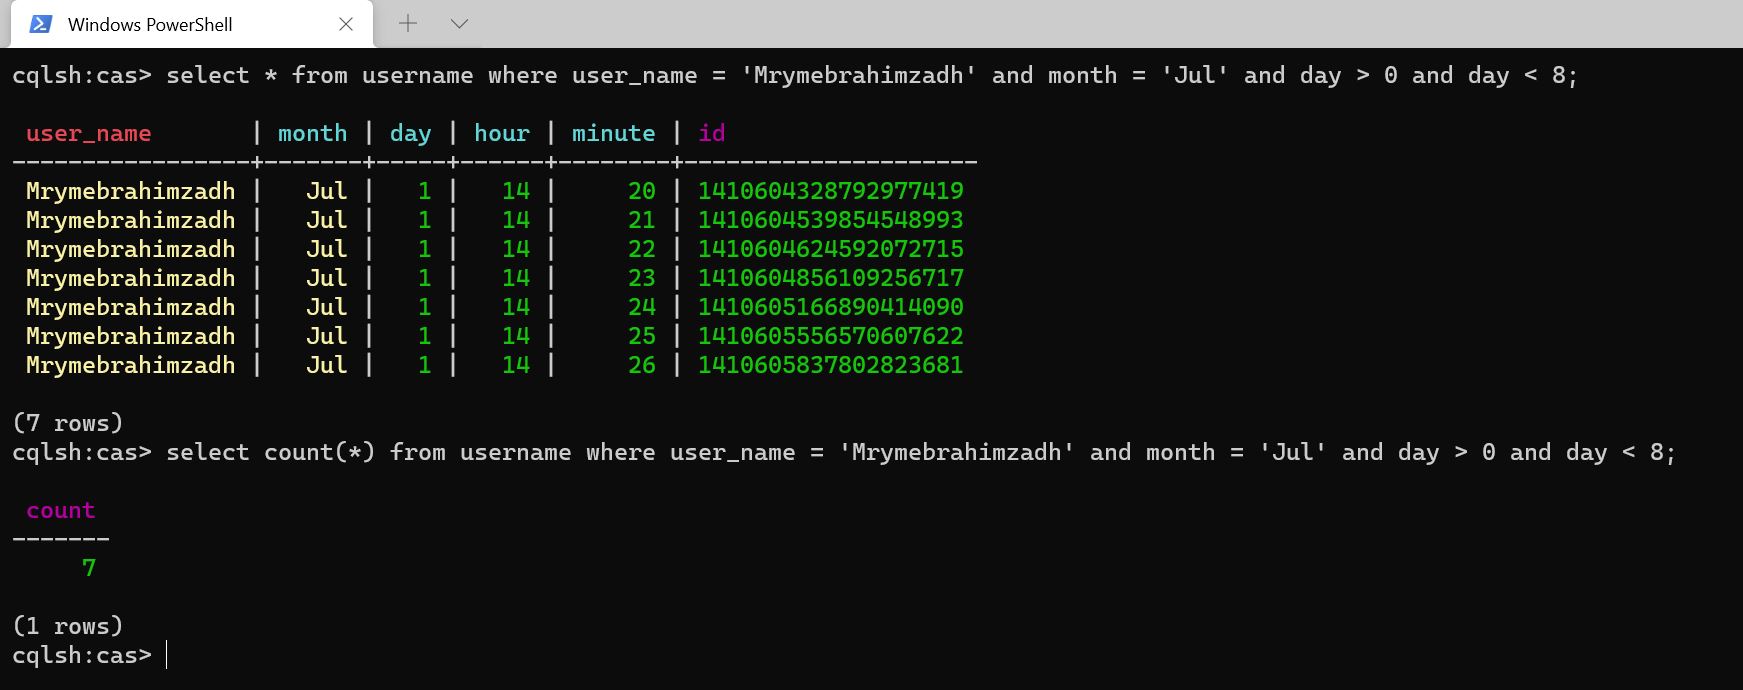 Windows PowerShell
cqlsh:cas> select * from username where user_name = 'Mrymebrahimzadh' and month = 'Jul' and day > 0 and day < 8;
user_name | month | day | hour | minute | id
-----------------+-------+-----+------+--------+---------------------
Mrymebrahimzadh | Jul | 1 | 14 | 20 | 1410604328792977419
Mrymebrahimzadh | Jul | 1 | 14 | 21 | 1410604539854548993
Mrymebrahimzadh | Jul | 1 | 14 | 22 | 1410604624592072715
Mrymebrahimzadh | Jul | 1 | 14 | 23 | 1410604856109256717
Mrymebrahimzadh | Jul | 1 | 14 | 24 | 1410605166890414090
Mrymebrahimzadh | Jul | 1 | 14 | 25 | 1410605556570607622
Mrymebrahimzadh | Jul | 1 | 14 | 26 | 1410605837802823681
(7 rows)
cqlsh:cas> select count(*) from username where user_name = 'Mrymebrahimzadh' and month = 'Jul' and day > 0 and day < 8;
count
-------
7
(1 rows)
cqlsh:cas>